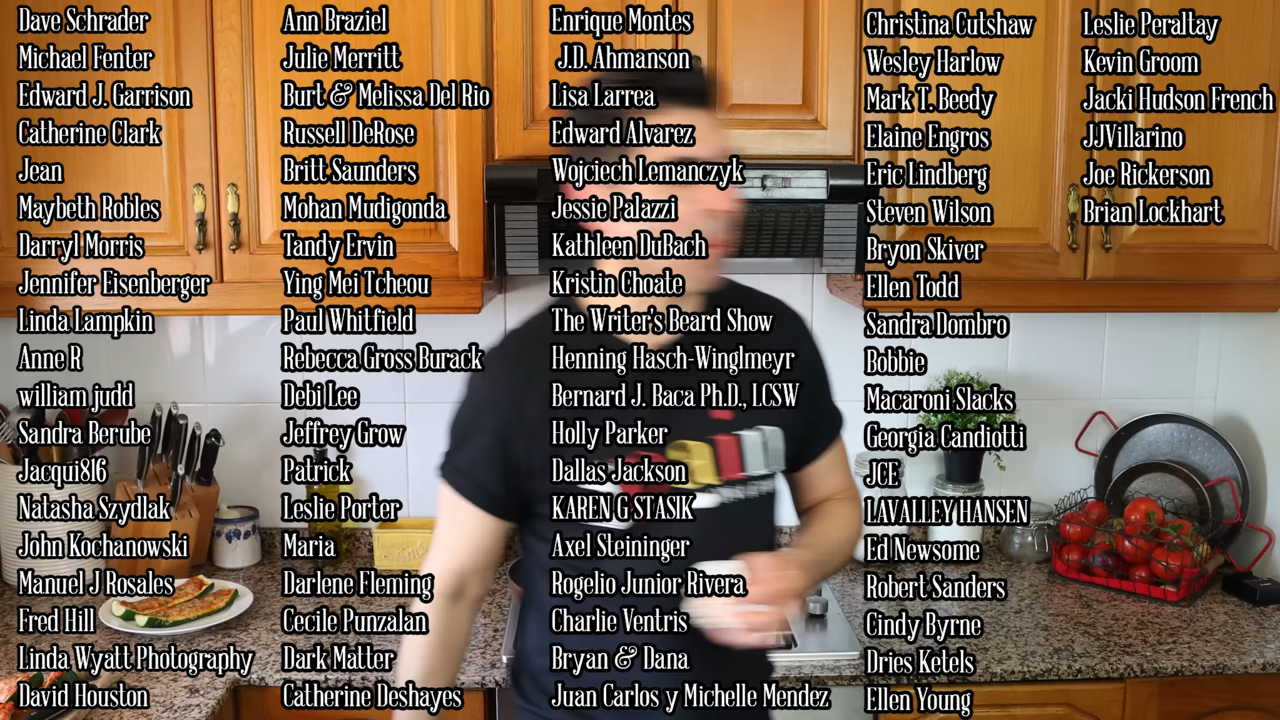 Dave Schrader
Michael Fenter
Edward J. Garrison
Catherine Clark
Jean
Maybeth Robles
Darryl Morris
Jennifer Eisenberger
Linda Lampkin
Anne R
william judd
Sandra Berube
Jacqui816
Natasha Szydlak
John Kochanowski
Manuel J Rosales
Fred Hill
Linda Wyatt Photography
David Houston
Ann Braziel
Julie Merritt
Burt & Melissa Del Rio
Russell DeRose
Britt Saunders
Mohan Mudigonda
Tandy Ervin
Ying Mei Tcheou
Paul Whitfield
Rebecca Gross Burack
Debi Lee
Jeffrey Grow
Patrick
Leslie Porter
Maria
Darlene Fleming
Cecile Punzalan
Dark Matter
Catherine Deshayes
Enrique Montes
J.D. Ahmanson
Lisa Larrea
Edward Alvarez
Wojciech Lemanczyk
Jessie Palazzi
Kathleen DuBach
Kristin Choate
The Writer's Beard Show
Henning Hasch-Winglmeyr
Bernard J. Baca Ph.D., LCSW
Holly Parker
Dallas Jackson
KAREN G STASIK
Axel Steininger
Rogelio Junior Rivera
Charlie Ventris
Bryan & Dana
Juan Carlos y Michelle Mendez
Christina Cutshaw
Wesley Harlow
Mark T. Beedy
Elaine Engros
Eric Lindberg
Steven Wilson
Bryon Skiver
Ellen Todd
Sandra Dombro
Bobbie
Macaroni Slacks
Georgia Candiotti
JCE
LAVALLEY HANSEN
Ed Newsome
Robert Sanders
Cindy Byrne
Dries Ketels
Ellen Young
Leslie Peraltay
Kevin Groom
Jacki Hudson French
JJVillarino
Joe Rickerson
Brian Lockhart